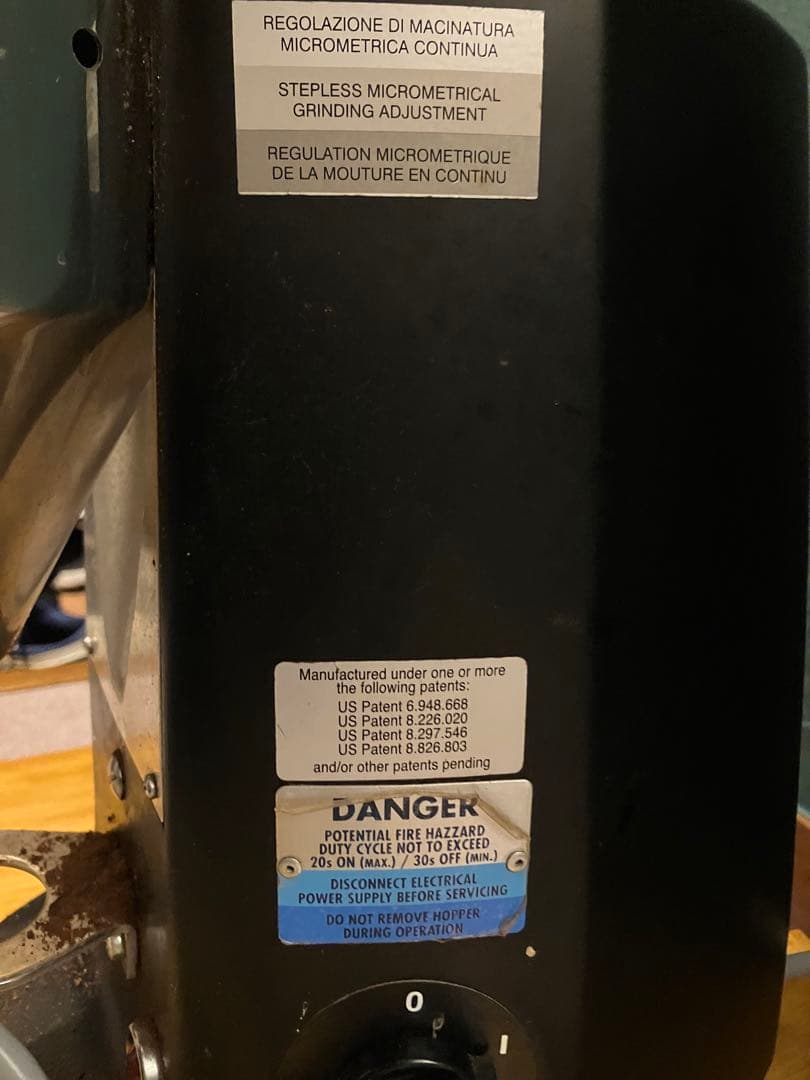 REGOLAZIONE DI MACINATURA
MICROMETRICA CONTINUA
STEPLESS MICROMETRICAL
GRINDING ADJUSTMENT
REGULATION MICROMETRIQUE
DE LA MOUTURE EN CONTINU
Manufactured under one or more
the following patents:
US Patent 6.948.668
US Patent 8.226.020
US Patent 8.297.546
US Patent 8.826.803
and/or other patents pending
DANGER
POTENTIAL FIRE HAZZARD
DUTY CYCLE NOT TO EXCEED
20s ON (MAX.) / 30s OFF (MIN.)
DISCONNECT ELECTRICAL
POWER SUPPLY BEFORE SERVICING
DO NOT REMOVE HOPPER
DURING OPERATION
0
I